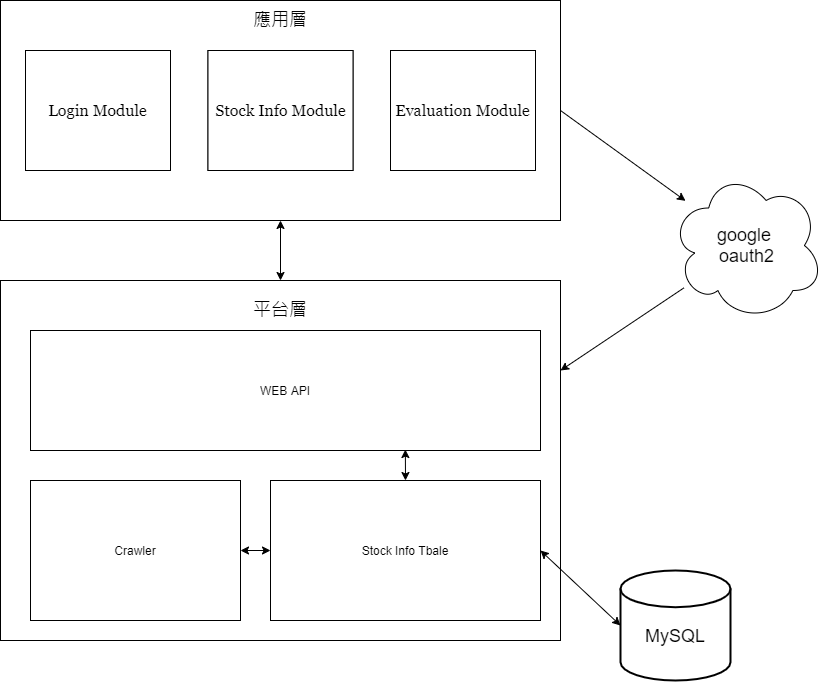 應用層
Login Module
Stock Info Module
Evaluation Module
google
oauth2
平台層
WEB API
Crawler
Stock Info Tbale
MySQL